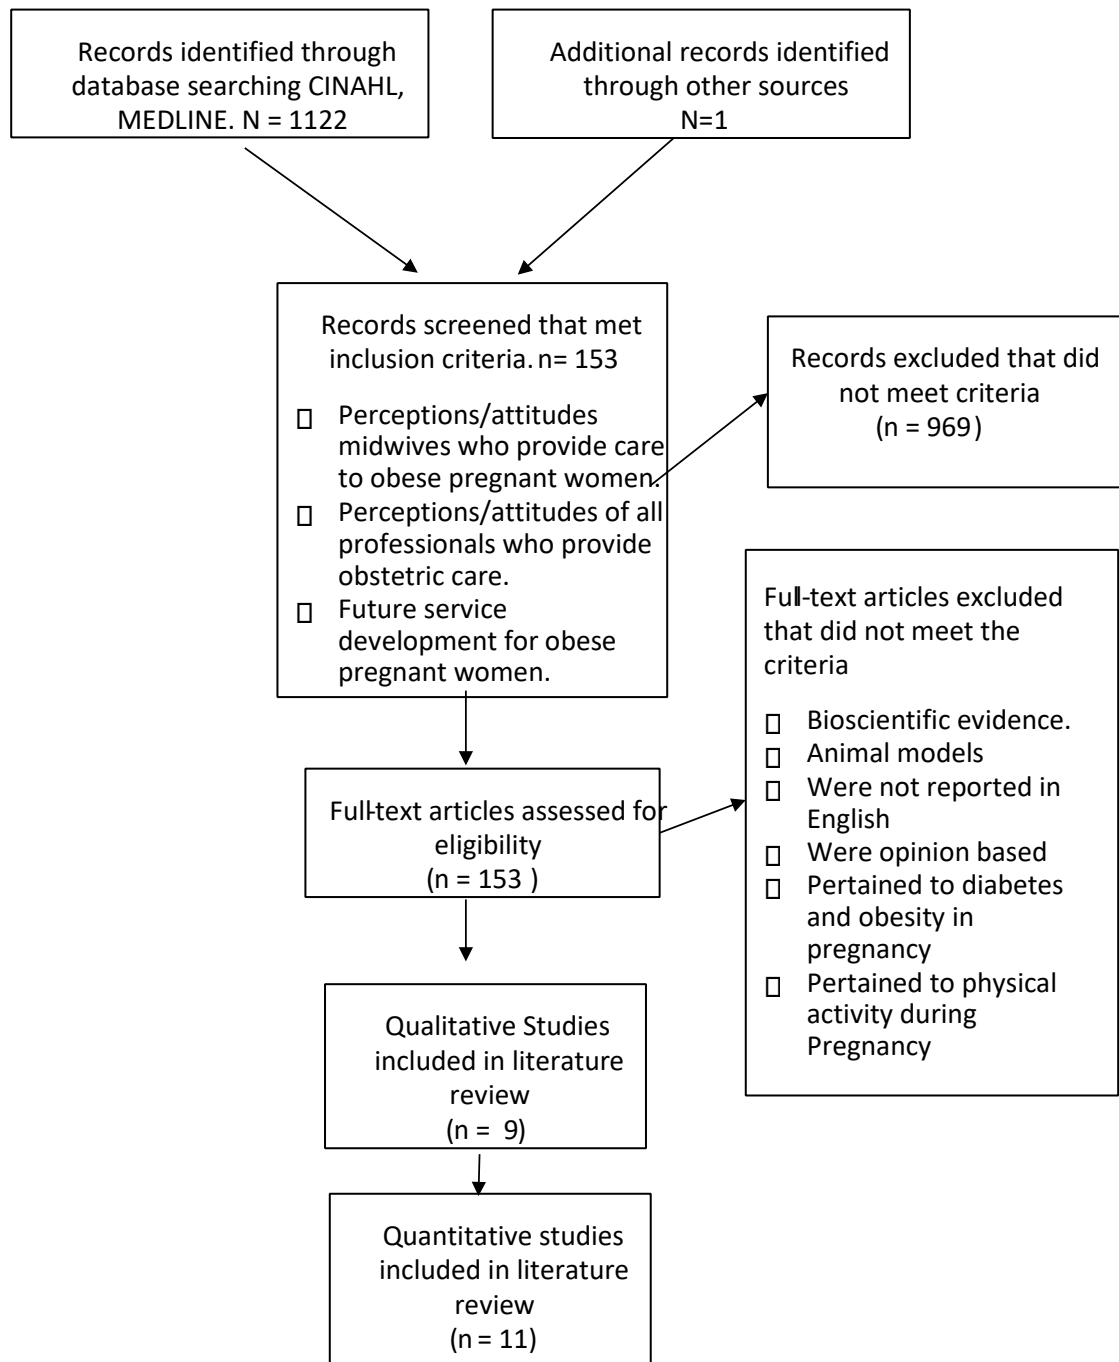 Records identified through
database searching CINAHL,
MEDLINE. N = 1122
Additional records identified
through other sources
N=1
Records screened that met
inclusion criteria. n= 153
Perceptions/attitudes
midwives who provide care
to obese pregnant women.
Perceptions/attitudes of all
professionals who provide
obstetric care.
Future service
development for obese
pregnant women.
Records excluded that did
not meet criteria
(n = 969)
Full-text articles assessed for
eligibility
(n = 153 )
Full-text articles excluded
that did not meet the
criteria
Bioscientific evidence.
Animal models
Were not reported in
English
Were opinion based
Pertained to diabetes
and obesity in
pregnancy
Pertained to physical
activity during
Pregnancy
Qualitative Studies
included in literature
review
(n = 9)
Quantitative studies
included in literature
review
(n = 11)